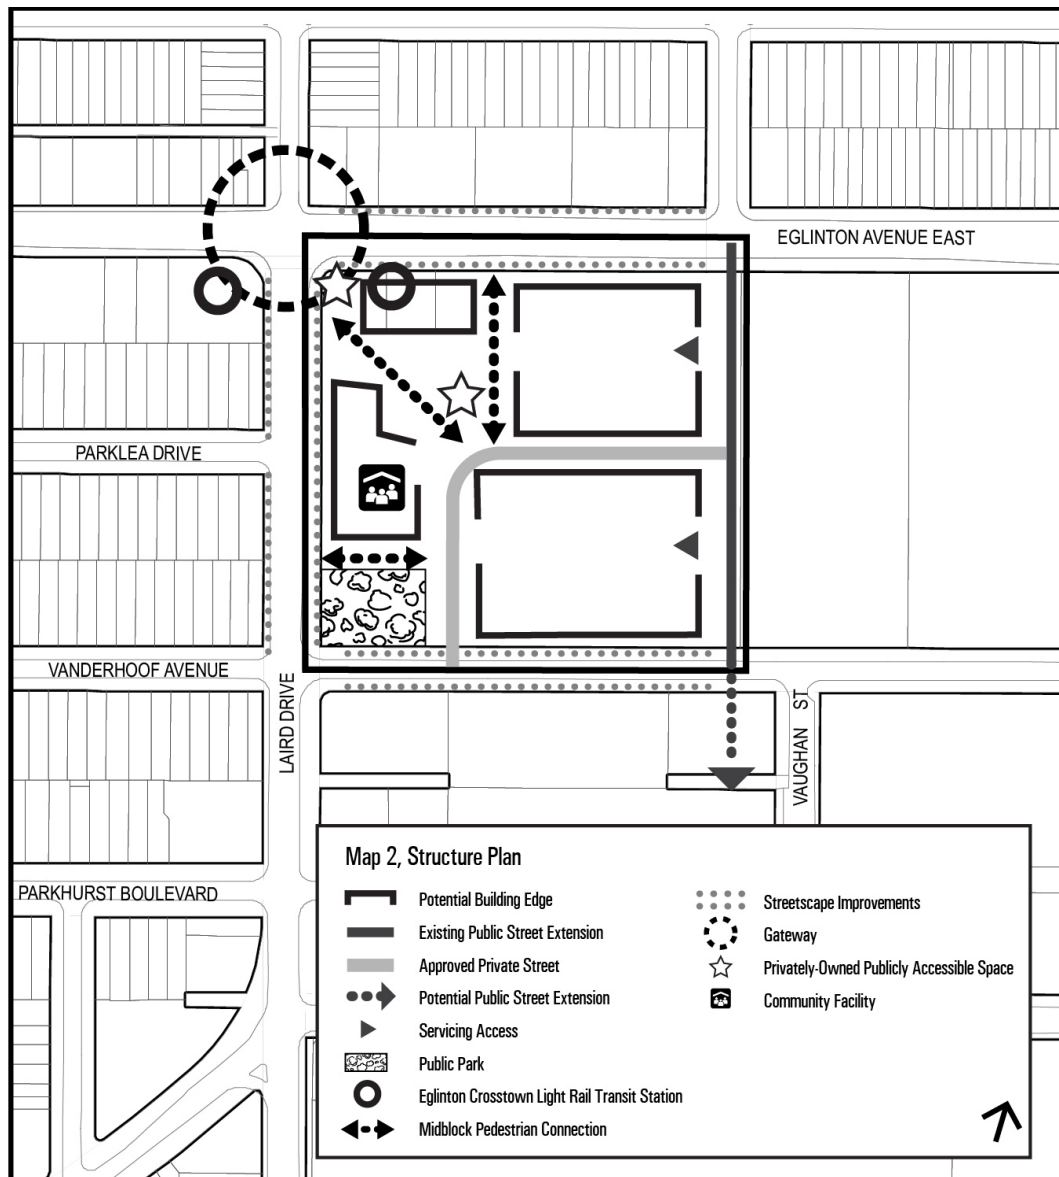 EGLINTON AVENUE EAST
PARKLEA DRIVE
VANDERHOOF AVENUE
LAIRD DRIVE
VAUGHAN ST
PARKHURST BOULEVARD
Map 2, Structure Plan
Potential Building Edge
Existing Public Street Extension
Approved Private Street
Potential Public Street Extension
Servicing Access
Public Park
Eglinton Crosstown Light Rail Transit Station
Midblock Pedestrian Connection
Streetscape Improvements
Gateway
Privately-Owned Publicly Accessible Space
Community Facility